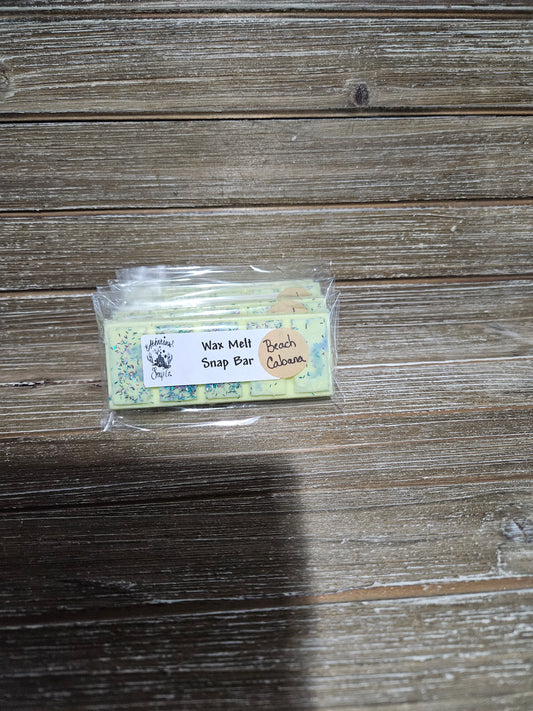 Wax Melt
Snap Bar
Beach
Cabana